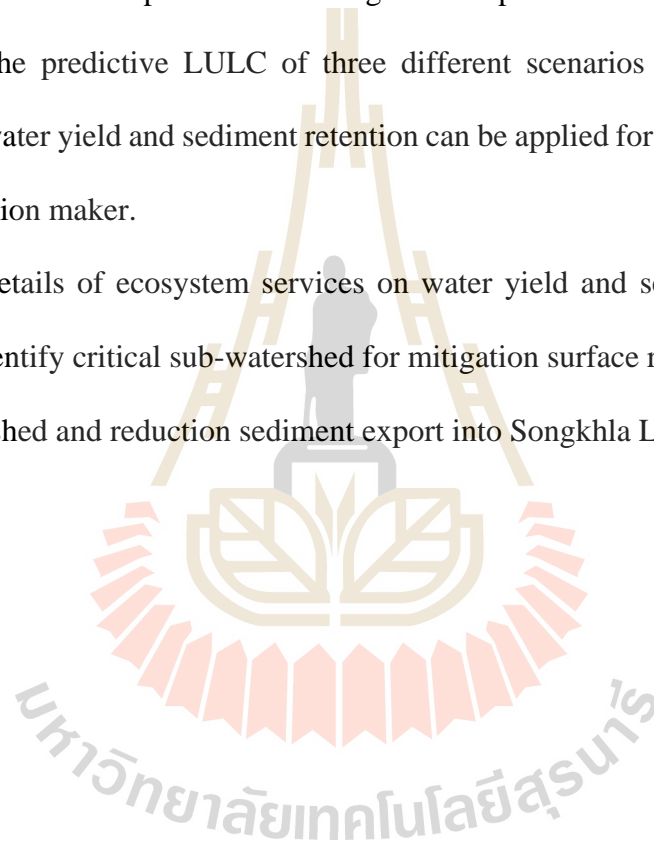 he predictive LULC of three different scenarios
ater yield and sediment retention can be applied for
ion maker.
etails of ecosystem services on water yield and se
entify critical sub-watershed for mitigation surface
hed and reduction sediment export into Songkhla L
มหาวิทยาลัยเทคโนโลยีสุรนารี